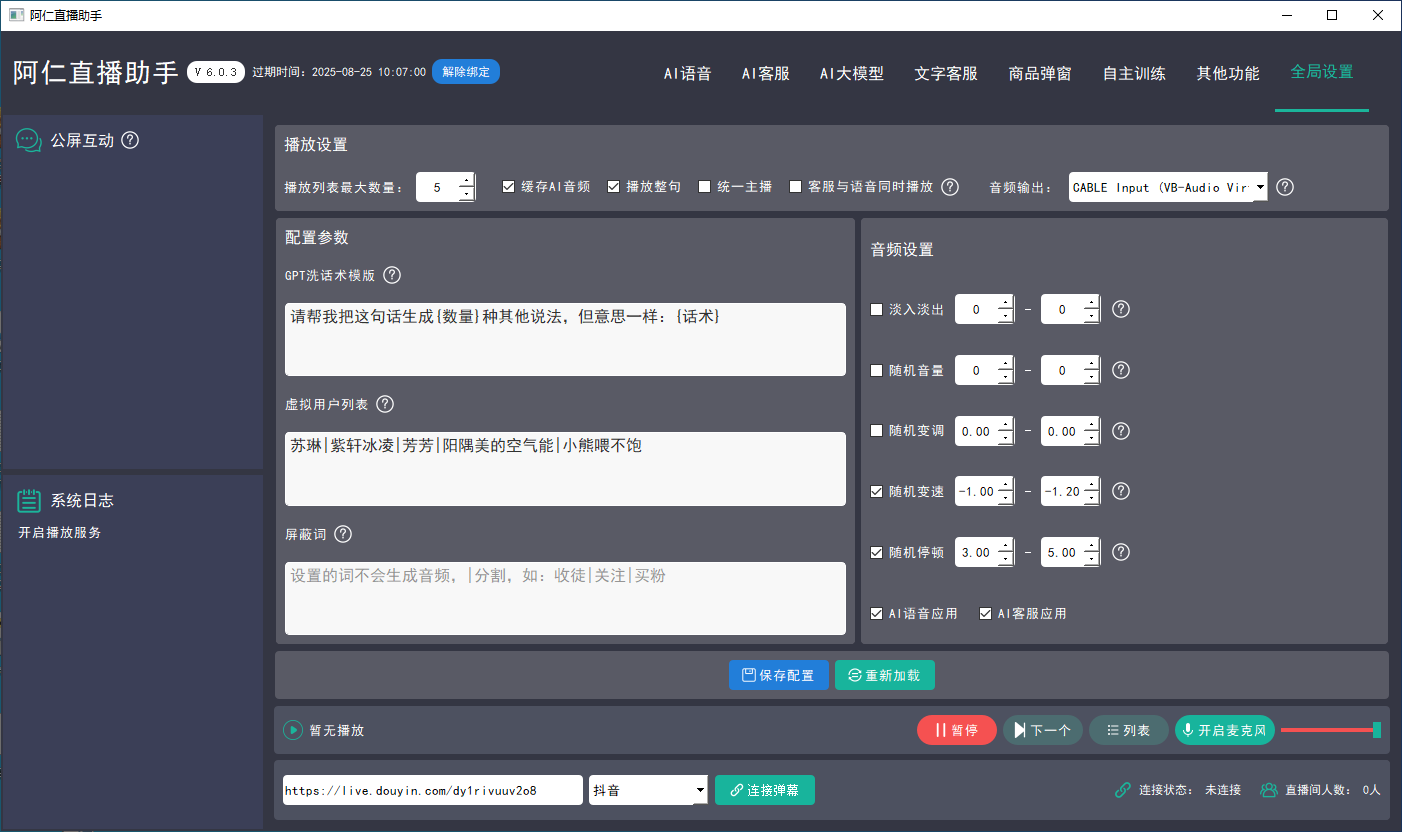 阿仁直播助手
阿仁直播助手 V 6.0.3 过期时间: 2025-08-25 10:07:00 解除绑定
AI语音 AI客服 AI大模型 文字客服 商品弹窗 自主训练 其他功能 全局设置
公屏互动 ?
系统日志
开启播放服务
播放设置
播放列表最大数量: 5 缓存AI音频 播放整句 统一主播 客服与语音同时播放 ? 音频输出: CABLE Input (VB-Audio Vir ?
配置参数
GPT洗话术模版 ?
请帮我把这句话生成{数量}种其他说法，但意思一样：{话术}
虚拟用户列表 ?
苏琳|紫轩冰凌|芳芳|阳隅美的空气能|小熊喂不饱
屏蔽词 ?
设置的词不会生成音频，|分割，如：收徒|关注|买粉
音频设置
淡入淡出 0 - 0 ?
随机音量 0 - 0 ?
随机变调 0.00 - 0.00 ?
随机变速 -1.00 - -1.20 ?
随机停顿 3.00 - 5.00 ?
AI语音应用 AI客服应用
保存配置 重新加载
暂无播放 暂停 下一个 列表 开启麦克风
https://live.douyin.com/dy1rivuuv2o8 抖音 连接弹幕 连接状态: 未连接 直播间人数: 0人